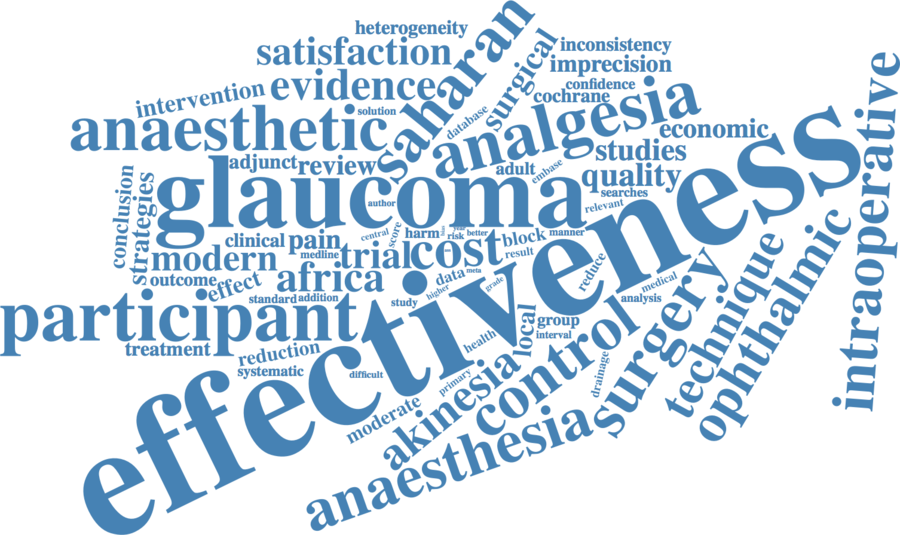 heterogeneity
satisfaction
saharan
surgical
inconsistency
imprecision
evidence
confidence
cochrane
intervention
solution
database
analgesia
anaesthetic
economic
intraoperative
adjunct
review
adult
embase
studies
quality
searches
glaucoma
author
relevant
effectiveness
conclusion
strategies
clinical
pain
central
score
harm
risk
better
block
manner
modern
medline
trial
cost
result
outcome
effect
africa
data
meta
reduce
medical
higher
grade
standard
addition
study
analysis
participant
treatment
reduction
systematic
health
local
group
interval
control
surgery
technique
ophthalmic
difficult
primary
drainage
moderate
akinesia
anaesthesia